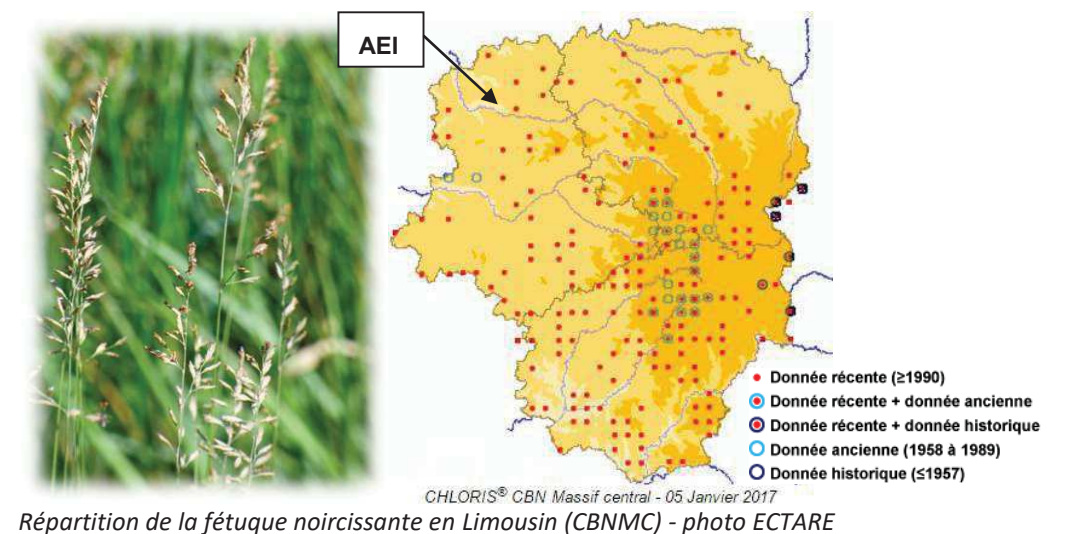 AEI
Donnée récente (≥1990)
Donnée récente + donnée ancienne
Donnée récente + donnée historique
Donnée ancienne (1958 à 1989)
Donnée historique (≤1957)
CHLORIS® CBN Massif central - 05 Janvier 2017
Répartition de la fétuque noircissante en Limousin (CBNMC) - photo ECTARE